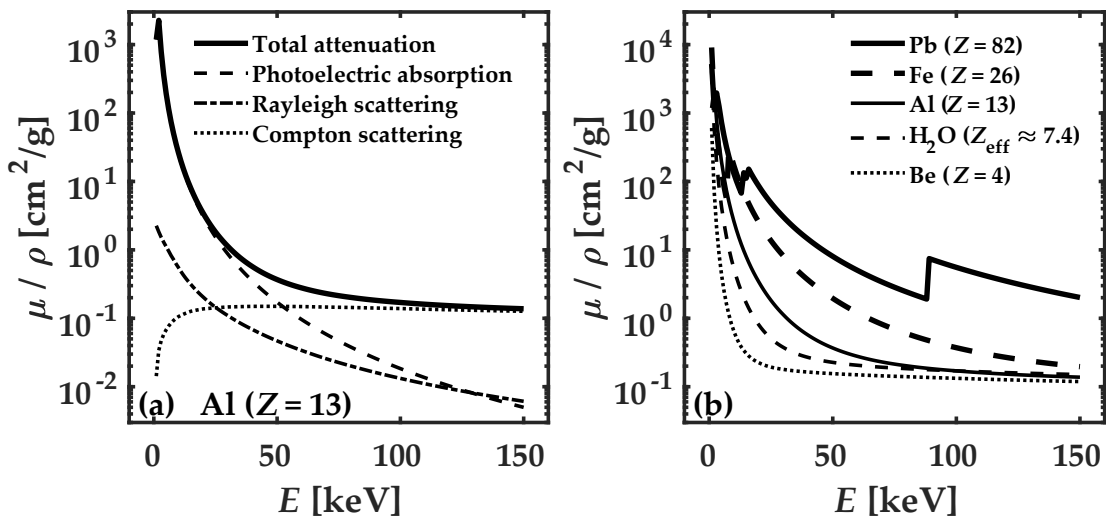 10^3
10^2
10^1
10^0
10^-1
10^-2
μ / ρ [cm^2/g]
Total attenuation
Photoelectric absorption
Rayleigh scattering
Compton scattering
(a) Al (Z = 13)
0 50 100 150
E [keV]
10^4
10^3
10^2
10^1
10^0
10^-1
μ / ρ [cm^2/g]
Pb (Z = 82)
Fe (Z = 26)
Al (Z = 13)
H_2O (Z_eff ≈ 7.4)
Be (Z = 4)
(b)
0 50 100 150
E [keV]